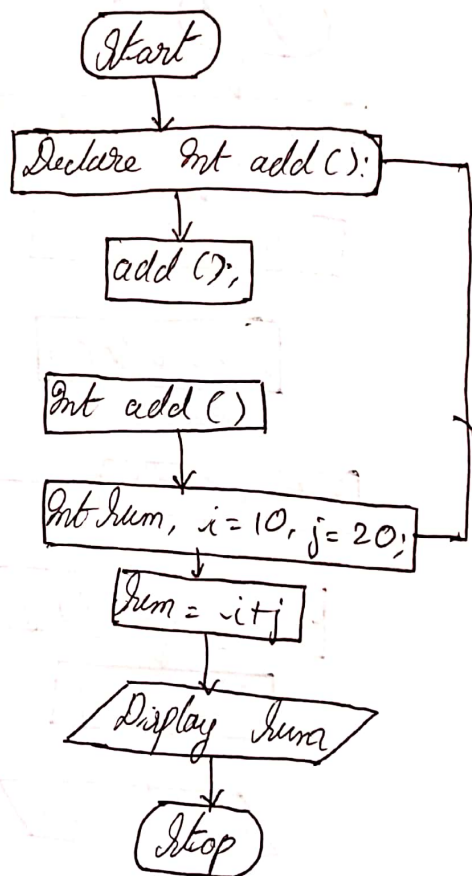 Start
Declare Int add ():
add ();
Int add ()
Int sum, i=10, j=20;
Sum = i+j
Display Sum
Stop